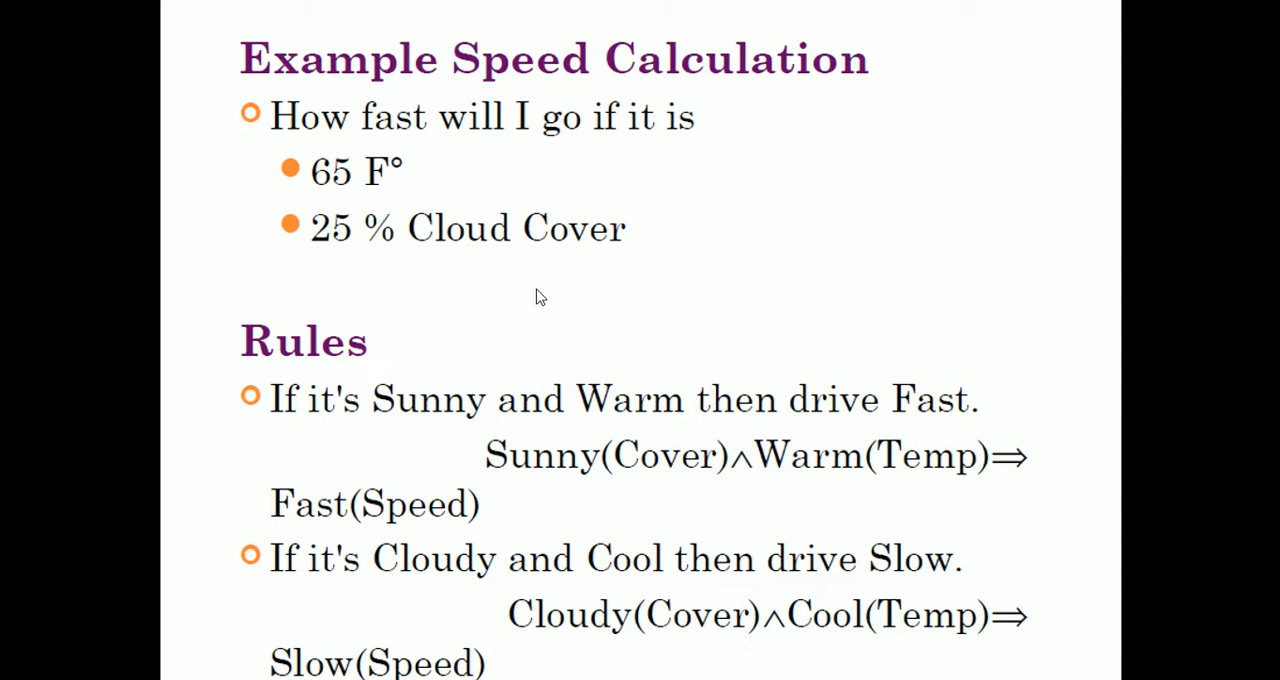 Example Speed Calculation
How fast will I go if it is
65 F°
25 % Cloud Cover
Rules
If it's Sunny and Warm then drive Fast.
Sunny(Cover)∧Warm(Temp)⇒
Fast(Speed)
If it's Cloudy and Cool then drive Slow.
Cloudy(Cover)∧Cool(Temp)⇒
Slow(Speed)